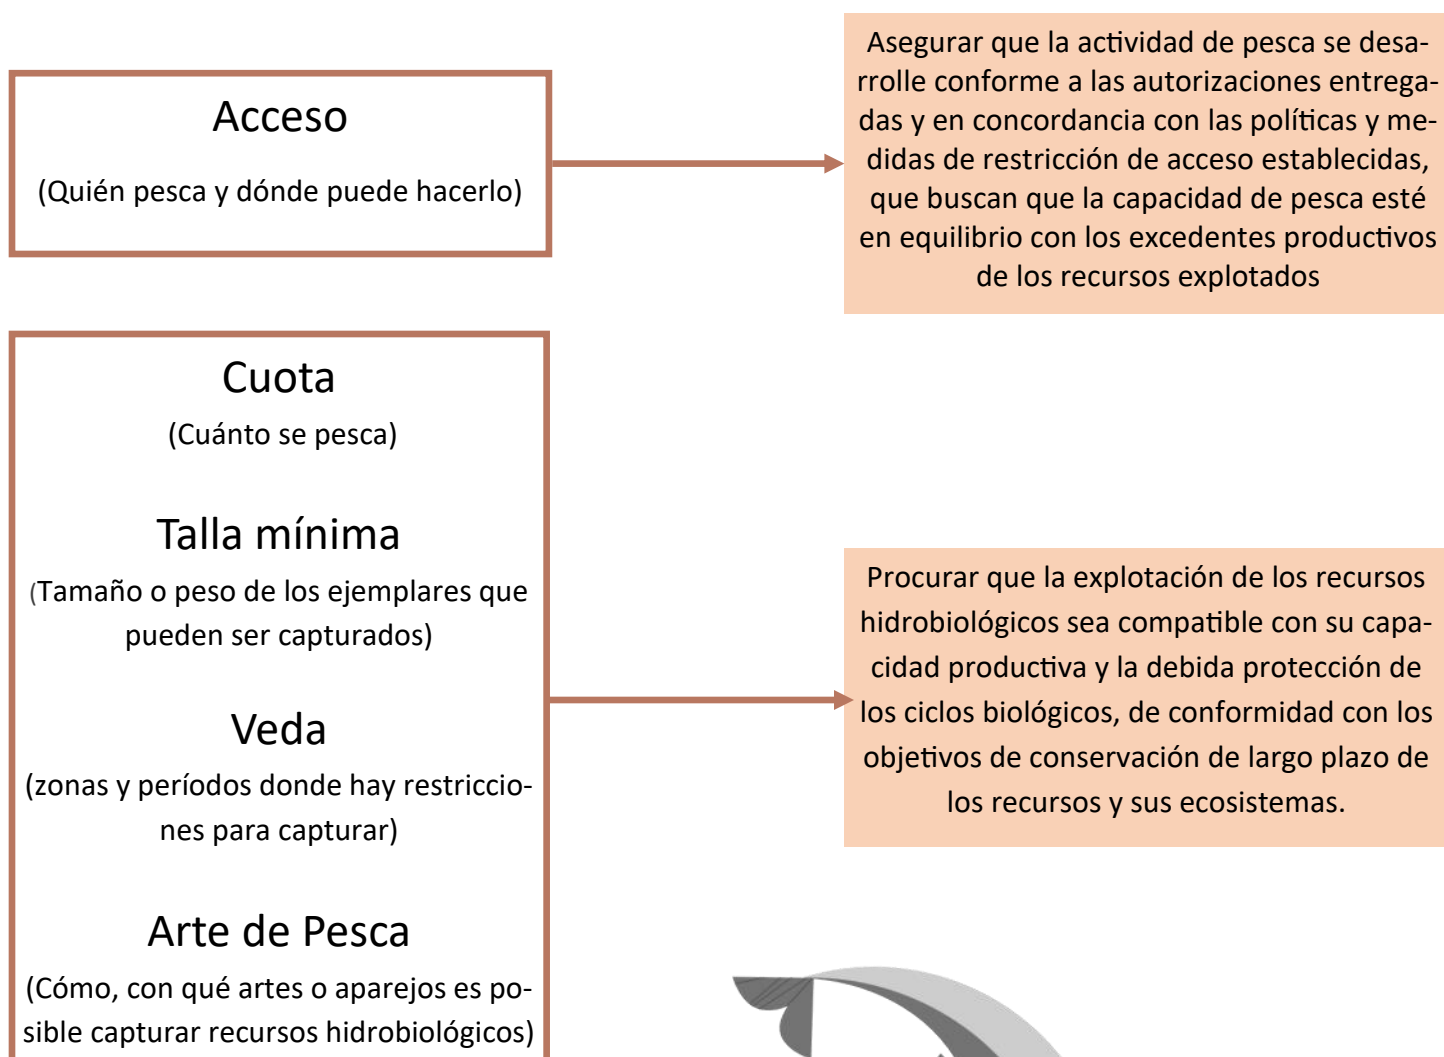 Acceso
(Quién pesca y dónde puede hacerlo)
Asegurar que la actividad de pesca se desa-
rrolle conforme a las autorizaciones entrega-
das y en concordancia con las políticas y me-
didas de restricción de acceso establecidas,
que buscan que la capacidad de pesca esté
en equilibrio con los excedentes productivos
de los recursos explotados
Cuota
(Cuánto se pesca)
Talla mínima
(Tamaño o peso de los ejemplares que
pueden ser capturados)
Veda
(zonas y períodos donde hay restriccio-
nes para capturar)
Arte de Pesca
(Cómo, con qué artes o aparejos es po-
sible capturar recursos hidrobiológicos)
Procurar que la explotación de los recursos
hidrobiológicos sea compatible con su capa-
cidad productiva y la debida protección de
los ciclos biológicos, de conformidad con los
objetivos de conservación de largo plazo de
los recursos y sus ecosistemas.